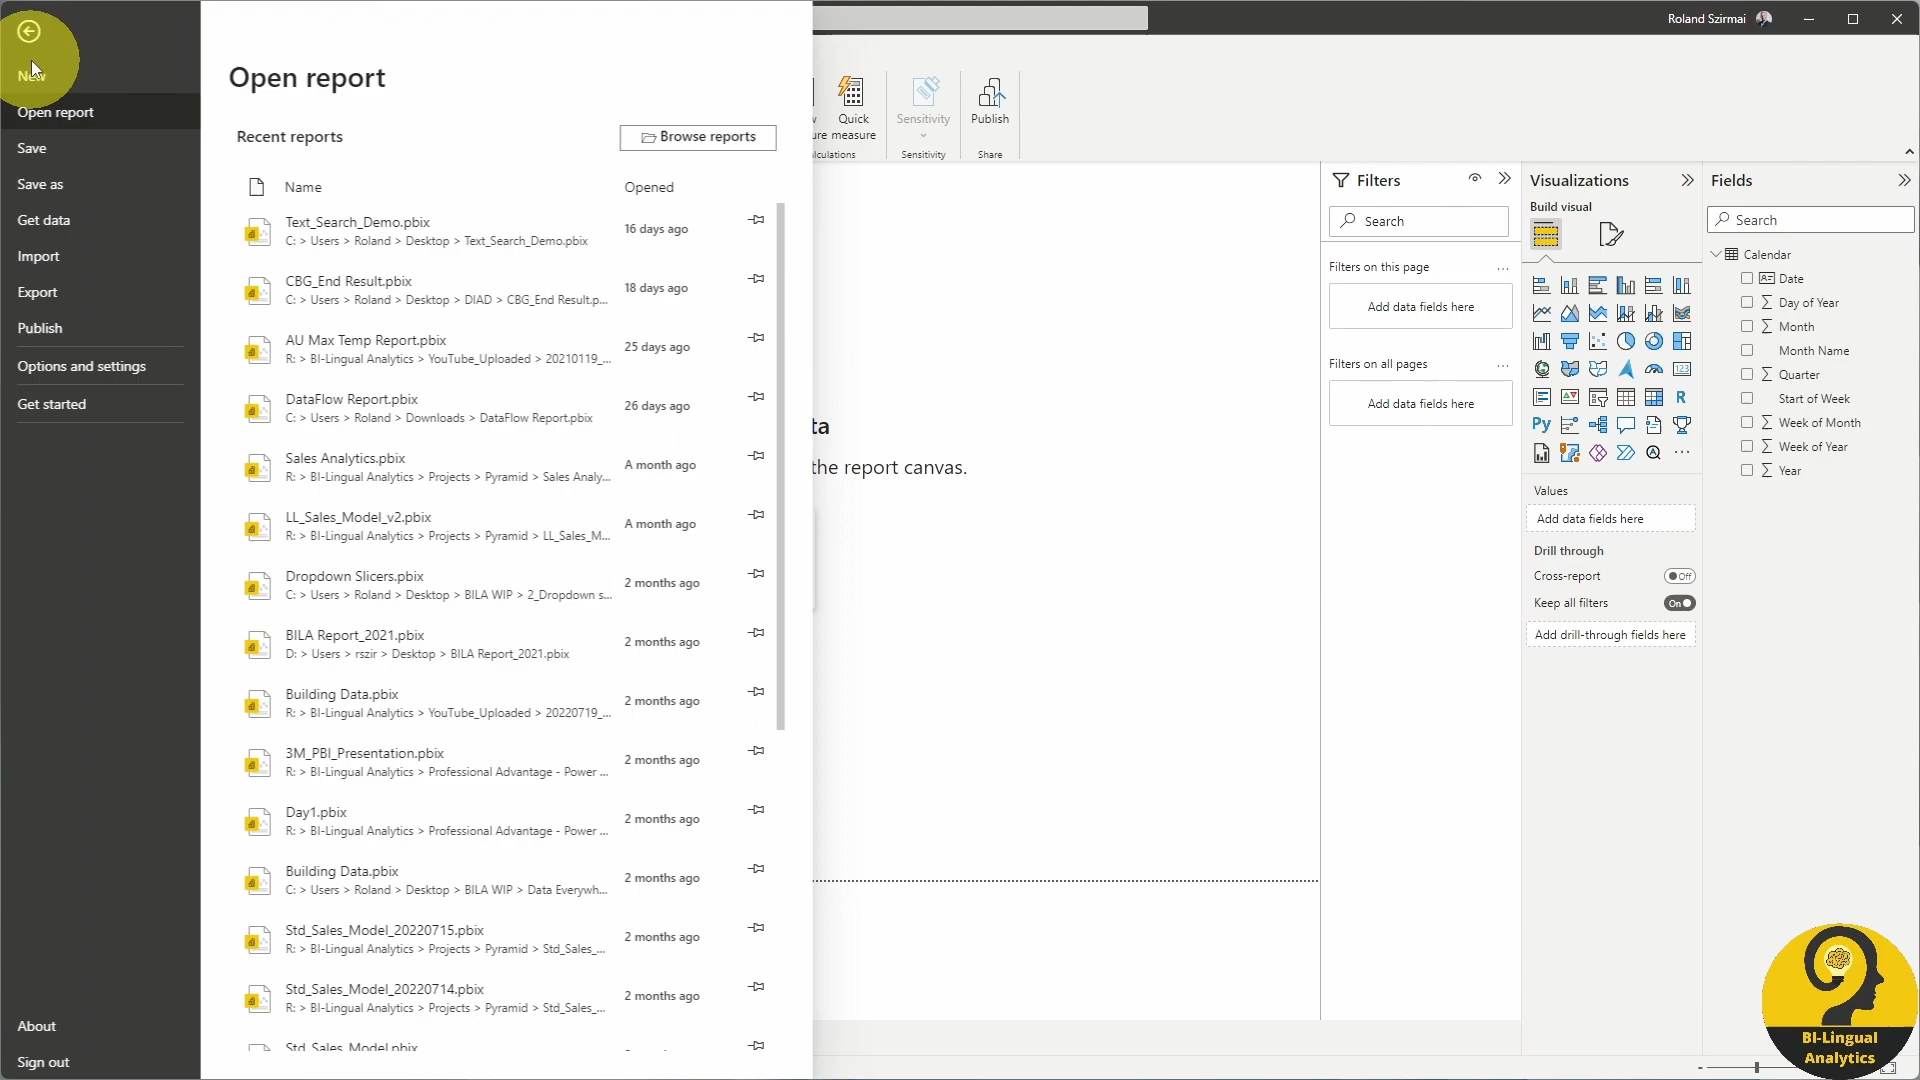 New
Open report
Save
Save as
Get data
Import
Export
Publish
Options and settings
Get started
About
Sign out
Open report
Recent reports
Browse reports
Name
Opened
Text_Search_Demo.pbix
C: > Users > Roland > Desktop > Text_Search_Demo.pbix
16 days ago
CBG_End Result.pbix
C: > Users > Roland > Desktop > DIAD > CBG_End Result.p...
18 days ago
AU Max Temp Report.pbix
R: > BI-Lingual Analytics > YouTube_Uploaded > 20210119_...
25 days ago
DataFlow Report.pbix
C: > Users > Roland > Downloads > DataFlow Report.pbix
26 days ago
Sales Analytics.pbix
R: > BI-Lingual Analytics > Projects > Pyramid > Sales Analy...
A month ago
LL_Sales_Model_v2.pbix
R: > BI-Lingual Analytics > Projects > Pyramid > LL_Sales_M...
A month ago
Dropdown Slicers.pbix
C: > Users > Roland > Desktop > BILA WIP > 2_Dropdown s...
2 months ago
BILA Report_2021.pbix
D: > Users > rszir > Desktop > BILA Report_2021.pbix
2 months ago
Building Data.pbix
R: > BI-Lingual Analytics > YouTube_Uploaded > 20220719_...
2 months ago
3M_PBI_Presentation.pbix
R: > BI-Lingual Analytics > Professional Advantage - Power ...
2 months ago
Day1.pbix
R: > BI-Lingual Analytics > Professional Advantage - Power ...
2 months ago
Building Data.pbix
C: > Users > Roland > Desktop > BILA WIP > Data Everywh...
2 months ago
Std_Sales_Model_20220715.pbix
R: > BI-Lingual Analytics > Projects > Pyramid > Std_Sales_...
2 months ago
Std_Sales_Model_20220714.pbix
R: > BI-Lingual Analytics > Projects > Pyramid > Std_Sales_...
2 months ago
Std_Sales_Model.pbix
Roland Szirmai
Quick
ure measure
lculations
Sensitivity
Sensitivity
Publish
Share
ta
the report canvas.
Filters
Search
Filters on this page
...
Add data fields here
Filters on all pages
...
Add data fields here
Visualizations
Build visual
123
R
Py
...
Values
Add data fields here
Drill through
Cross-report
Off
Keep all filters
On
Add drill-through fields here
Fields
Search
Calendar
Date
Day of Year
Month
Month Name
Quarter
Start of Week
Week of Month
Week of Year
Year
BI-Lingual
Analytics